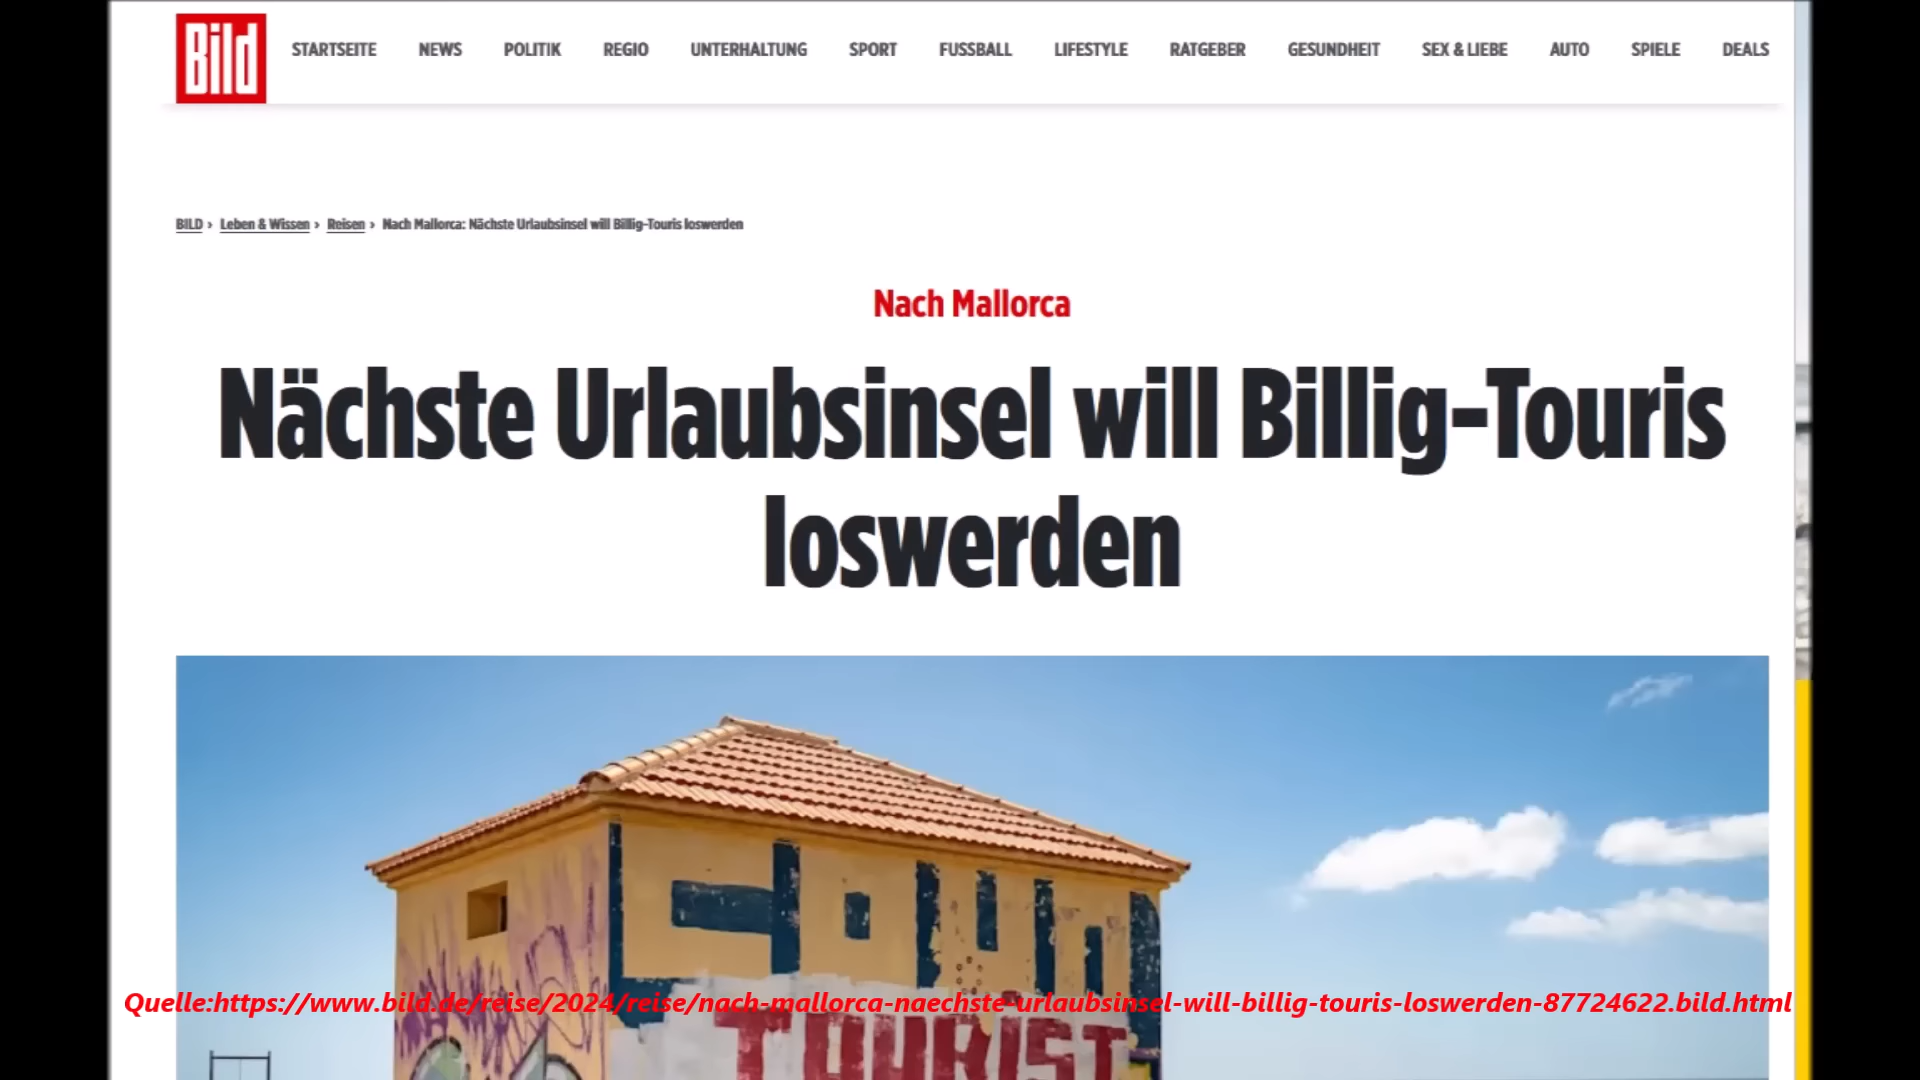 Bild STARTSEITE NEWS POLITIK REGIO UNTERHALTUNG SPORT FUSSBALL LIFESTYLE RATGEBER GESUNDHEIT SEX & LIEBE AUTO SPIELE DEALS
BILD › Leben & Wissen › Reisen › Nach Mallorca: Nächste Urlaubsinsel will Billig-Touris loswerden
Nach Mallorca
Nächste Urlaubsinsel will Billig-Touris
loswerden
Quelle:https://www.bild.de/reise/2024/reise/nach-mallorca-naechste-urlaubsinsel-will-billig-touris-loswerden-87724622.bild.html
TOURIST